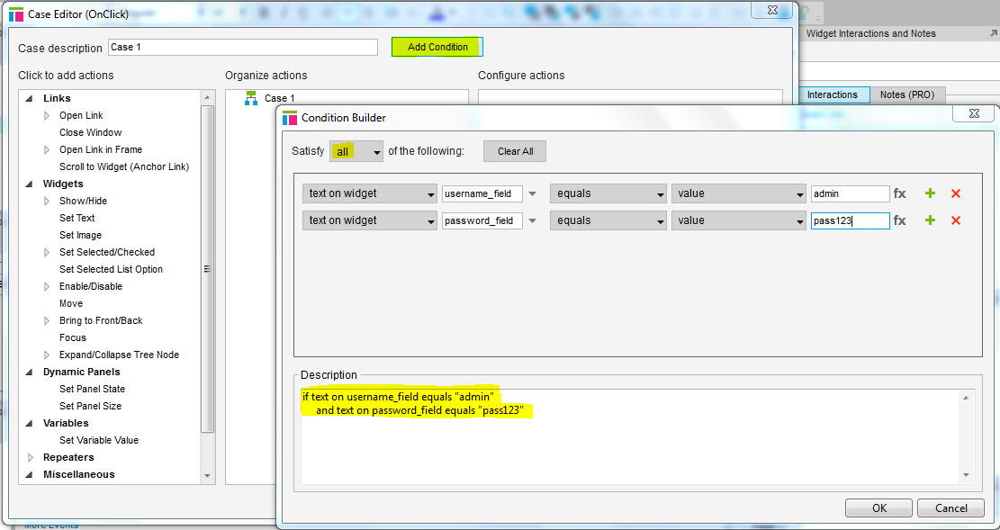 Case Editor (OnClick)
Widget Interactions and Notes
Case description Case 1 Add Condition
Click to add actions Organize actions Configure actions
Interactions Notes (PRO)
Links
Open Link
Close Window
Open Link in Frame
Scroll to Widget (Anchor Link)
Widgets
Show/Hide
Set Text
Set Image
Set Selected/Checked
Set Selected List Option
Enable/Disable
Move
Bring to Front/Back
Focus
Expand/Collapse Tree Node
Dynamic Panels
Set Panel State
Set Panel Size
Variables
Set Variable Value
Repeaters
Miscellaneous
Case 1
Condition Builder
Satisfy all of the following: Clear All
text on widget username_field equals value admin fx
text on widget password_field equals value pass123 fx
Description
if text on username_field equals "admin"
and text on password_field equals "pass123"
OK Cancel
More Events